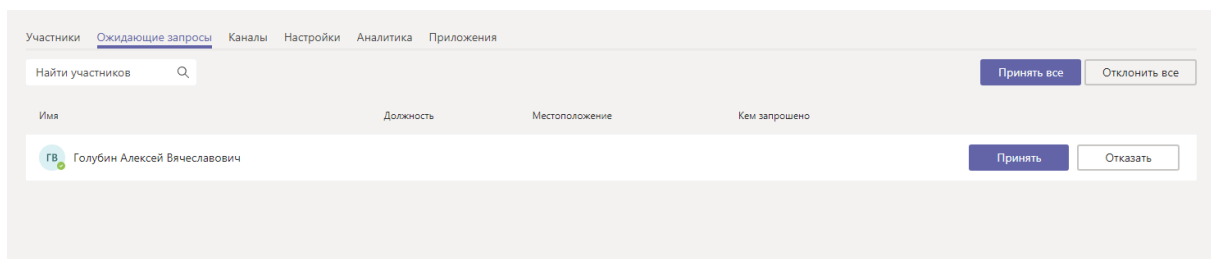 Участники Ожидающие запросы Каналы Настройки Аналитика Приложения
Найти участников Принять все Отклонить все
Имя Должность Местоположение Кем запрошено
ГВ Голубин Алексей Вячеславович Принять Отказать